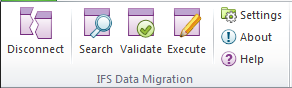 Disconnect
Search
Validate
Execute
Settings
About
Help
IFS Data Migration